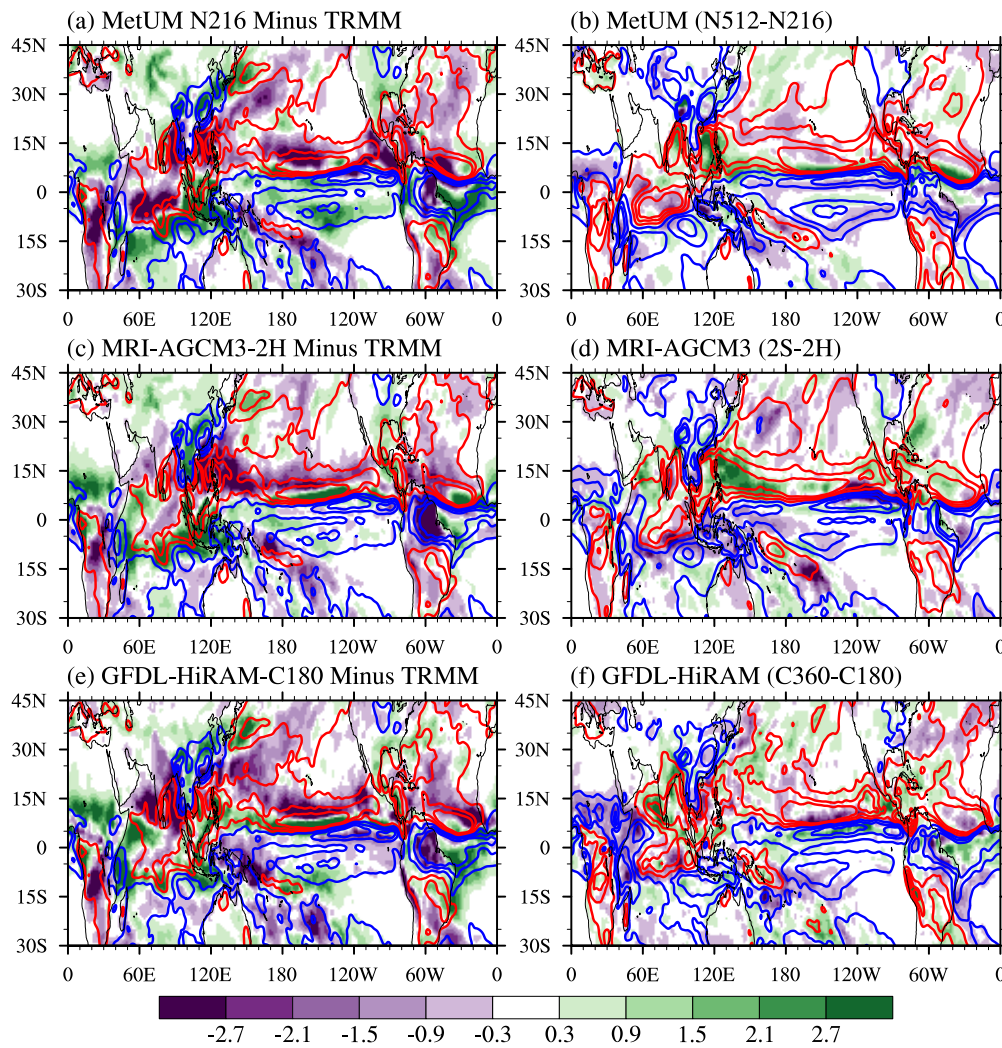 (a) MetUM N216 Minus TRMM
(b) MetUM (N512-N216)
45N
30N
15N
0
15S
30S
0 60E 120E 180 120W 60W 0
45N
30N
15N
0
15S
30S
0 60E 120E 180 120W 60W 0
(c) MRI-AGCM3-2H Minus TRMM
(d) MRI-AGCM3 (2S-2H)
45N
30N
15N
0
15S
30S
0 60E 120E 180 120W 60W 0
45N
30N
15N
0
15S
30S
0 60E 120E 180 120W 60W 0
(e) GFDL-HiRAM-C180 Minus TRMM
(f) GFDL-HiRAM (C360-C180)
45N
30N
15N
0
15S
30S
0 60E 120E 180 120W 60W 0
45N
30N
15N
0
15S
30S
0 60E 120E 180 120W 60W 0
-2.7 -2.1 -1.5 -0.9 -0.3 0.3 0.9 1.5 2.1 2.7